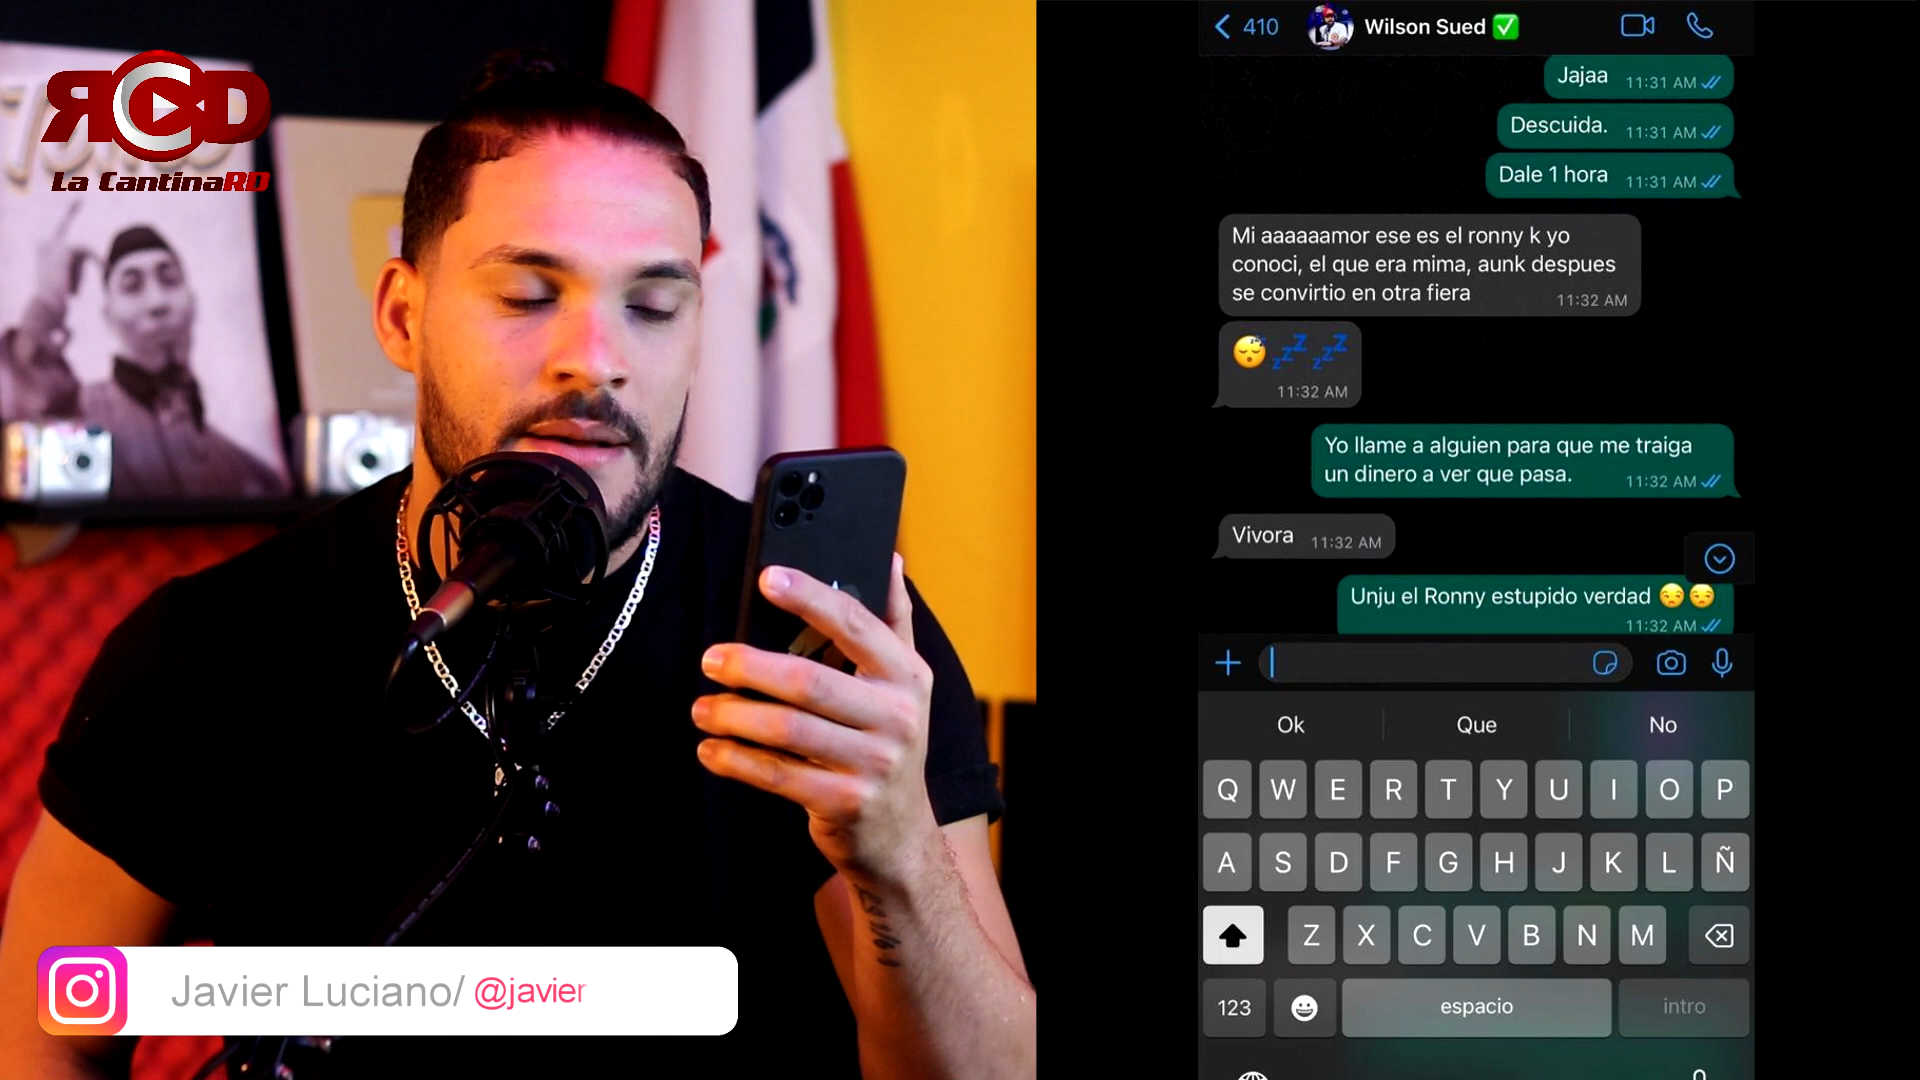 RCD
La CantinaRD
Javier Luciano/ @javier
410
Wilson Sued ✅
Jajaa 11:31 AM
Descuida. 11:31 AM
Dale 1 hora 11:31 AM
Mi aaaaaamor ese es el ronny k yo
conoci, el que era mima, aunk despues
se convirtio en otra fiera 11:32 AM
😴💤💤
11:32 AM
Yo llame a alguien para que me traiga
un dinero a ver que pasa. 11:32 AM
Vivora 11:32 AM
Unju el Ronny estupido verdad 😒😒
11:32 AM
Ok Que No
Q W E R T Y U I O P
A S D F G H J K L Ñ
Z X C V B N M
123 espacio intro